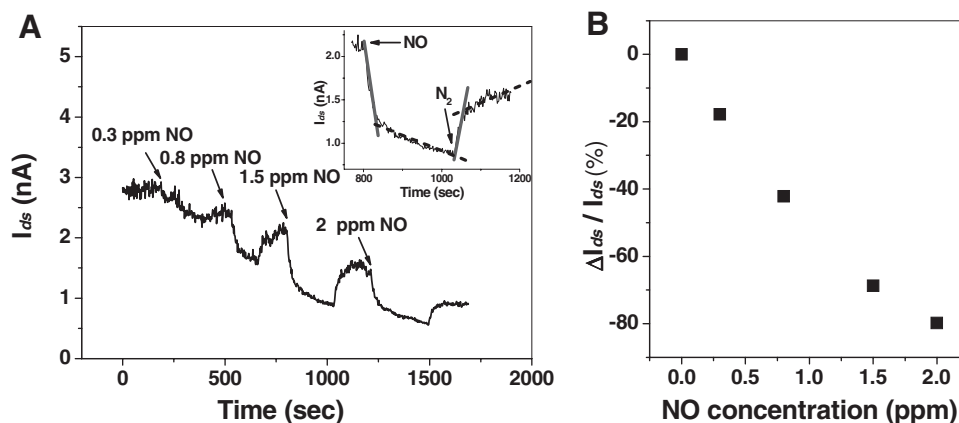 A
5
4
3
2
1
0
I_ds (nA)
0.3 ppm NO
0.8 ppm NO
1.5 ppm NO
2 ppm NO
0
500
1000
1500
2000
Time (sec)
2.0
1.5
1.0
I_ds (nA)
NO
N₂
800
1000
1200
Time (sec)
B
0
-20
-40
-60
-80
ΔI_ds / I_ds (%)
0.0
0.5
1.0
1.5
2.0
NO concentration (ppm)